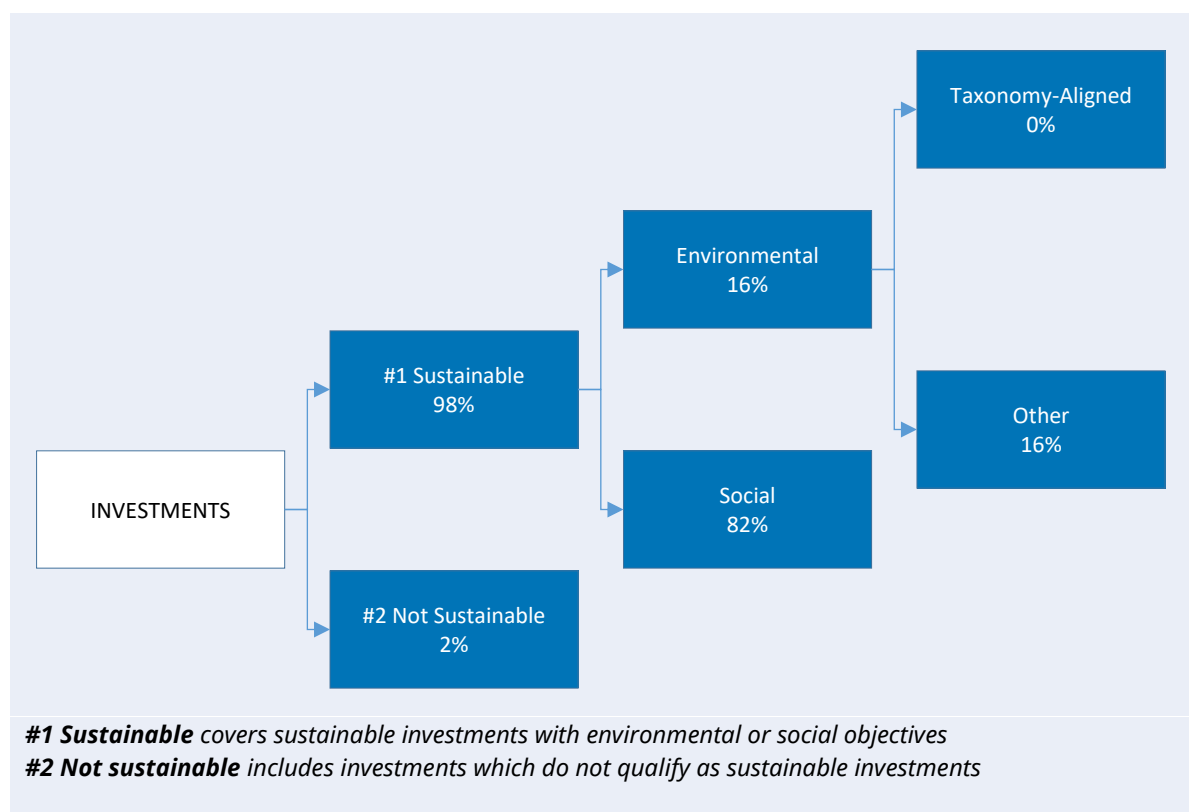 Taxonomy-Aligned
0%
Environmental
16%
#1 Sustainable
98%
Other
16%
INVESTMENTS
Social
82%
#2 Not Sustainable
2%
#1 Sustainable covers sustainable investments with environmental or social objectives
#2 Not sustainable includes investments which do not qualify as sustainable investments